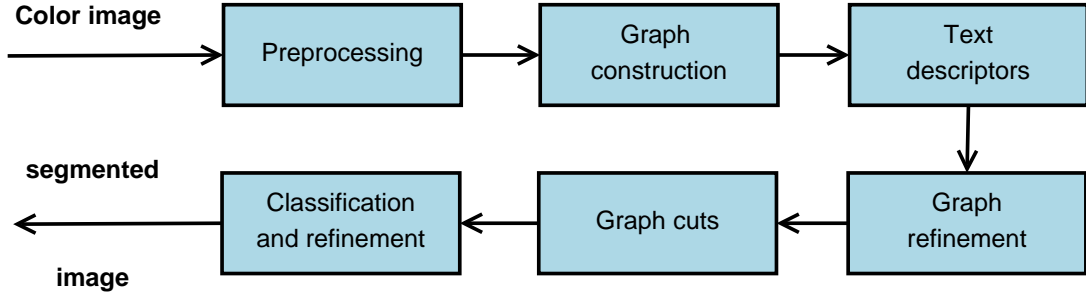 Color image
Preprocessing
Graph
construction
Text
descriptors
Graph
refinement
Graph cuts
Classification
and refinement
segmented
image